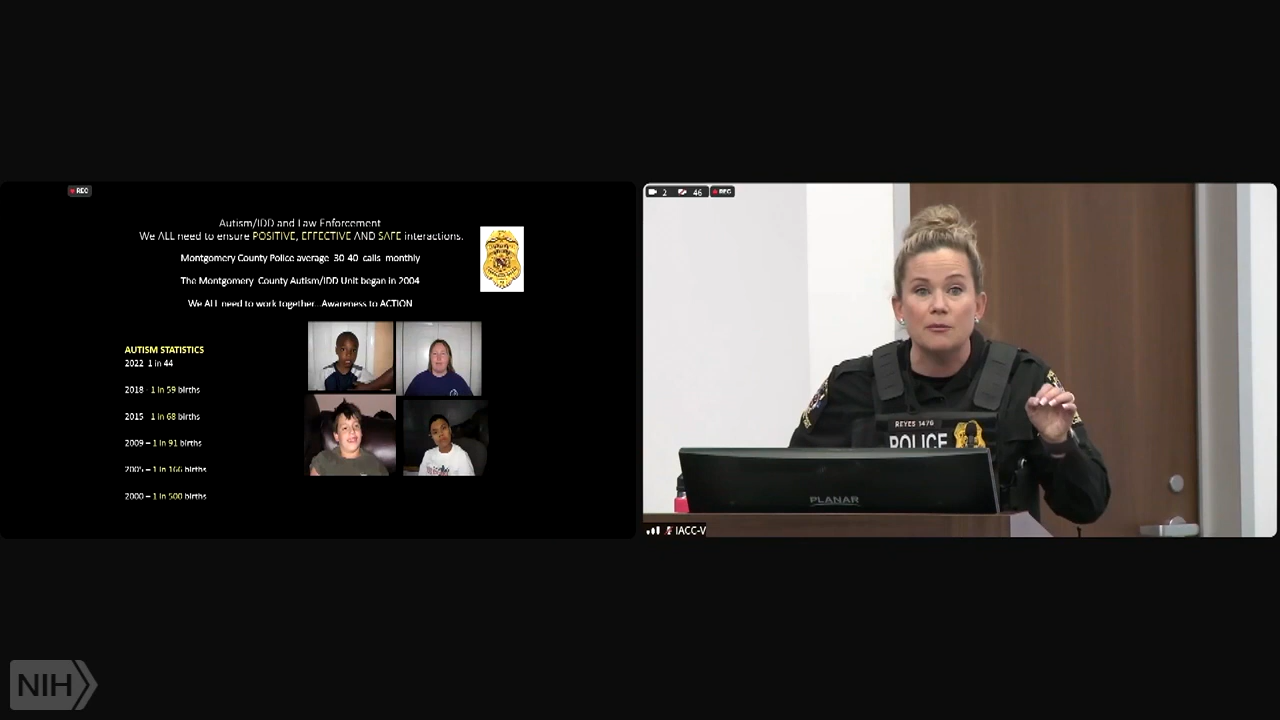 REC
Autism/IDD and Law Enforcement
We ALL need to ensure POSITIVE, EFFECTIVE AND SAFE interactions.
Montgomery County Police average 30 40 calls monthly
The Montgomery County Autism/IDD Unit began in 2004
We ALL need to work together...Awareness to ACTION
AUTISM STATISTICS
2022 1 in 44
2018 1 in 59 births
2015 1 in 68 births
2009 – 1 in 91 births
2005 – 1 in 166 births
2000 – 1 in 500 births
2 46 REC
REYES 1476
POLICE
PLANAR
IACC-V
NIH